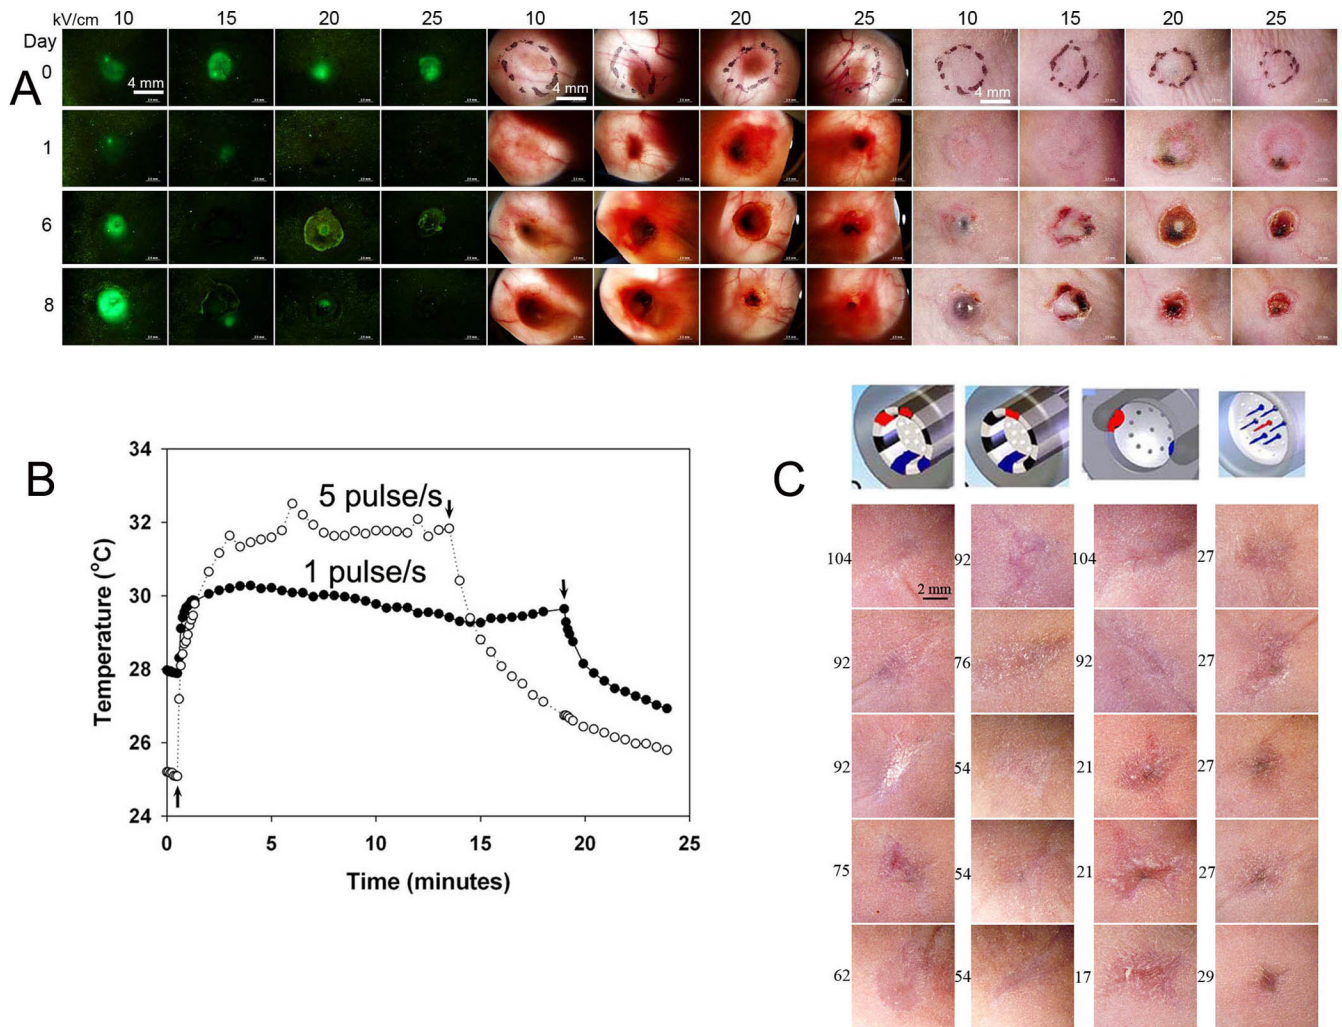 kV/cm 10 15 20 25 10 15 20 25 10 15 20 25
Day
0
A
4 mm 4 mm 4 mm
1
6
8
B
34
32
30
28
26
24
Temperature (°C)
5 pulse/s
1 pulse/s
0 5 10 15 20 25
Time (minutes)
C
104 92 104 27
2 mm
92 76 92 27
92 54 21 27
75 54 21 27
62 54 17 29